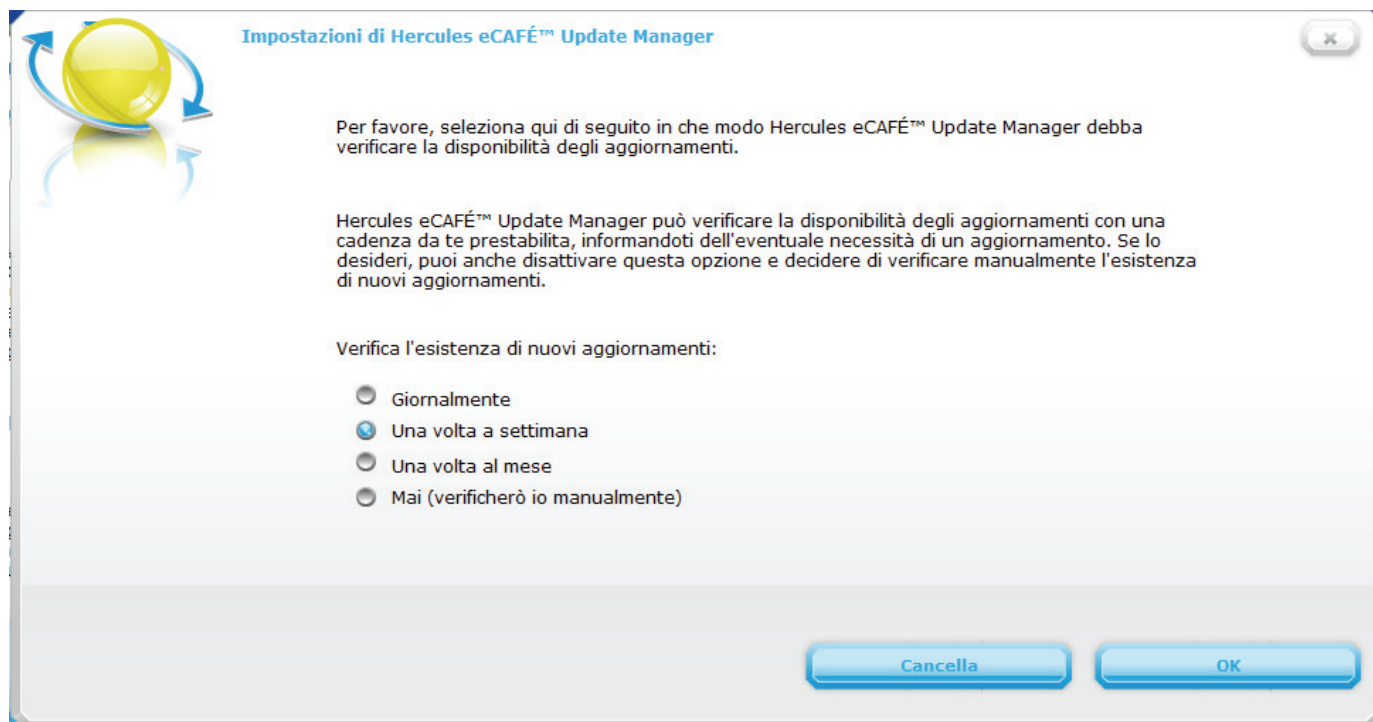 Impostazioni di Hercules eCAFÉ™ Update Manager
Per favore, seleziona qui di seguito in che modo Hercules eCAFÉ™ Update Manager debba
verificare la disponibilità degli aggiornamenti.
Hercules eCAFÉ™ Update Manager può verificare la disponibilità degli aggiornamenti con una
cadenza da te prestabilita, informandoti dell'eventuale necessità di un aggiornamento. Se lo
desideri, puoi anche disattivare questa opzione e decidere di verificare manualmente l'esistenza
di nuovi aggiornamenti.
Verifica l'esistenza di nuovi aggiornamenti:
Giornalmente
Una volta a settimana
Una volta al mese
Mai (verificherò io manualmente)
Cancella
OK